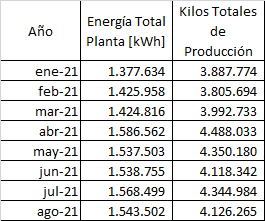 Año Energía Total Planta [kWh] Kilos Totales de Producción
ene-21 1.377.634 3.887.774
feb-21 1.425.958 3.805.694
mar-21 1.424.816 3.992.733
abr-21 1.586.562 4.488.033
may-21 1.537.503 4.350.180
jun-21 1.538.755 4.118.342
jul-21 1.568.499 4.344.984
ago-21 1.543.502 4.126.265